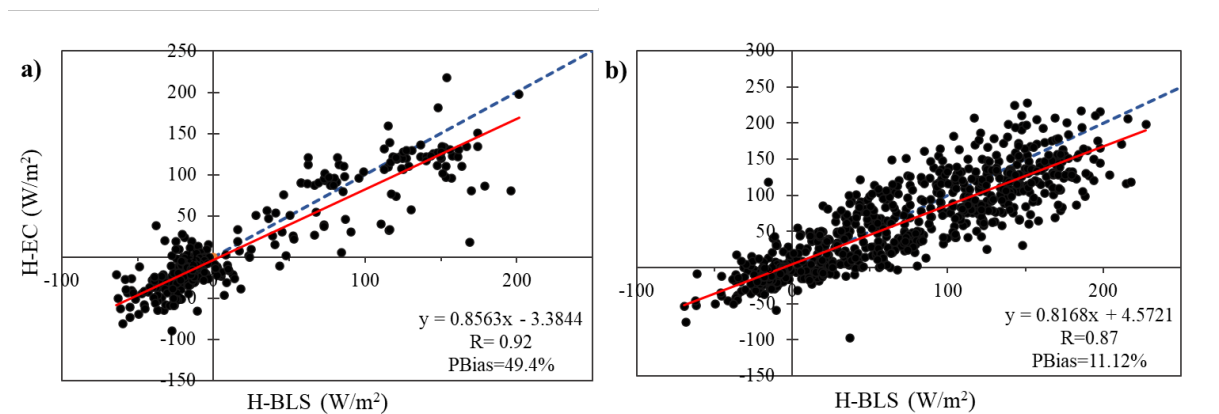 a)
250
200
150
100
50
-100
-150
-100
100
200
H-EC (W/m²)
H-BLS (W/m²)
y = 0.8563x - 3.3844
R= 0.92
PBias=49.4%
b)
300
250
200
150
100
50
-50
-100
-150
-100
0
100
200
H-BLS (W/m²)
y = 0.8168x + 4.5721
R=0.87
PBias=11.12%